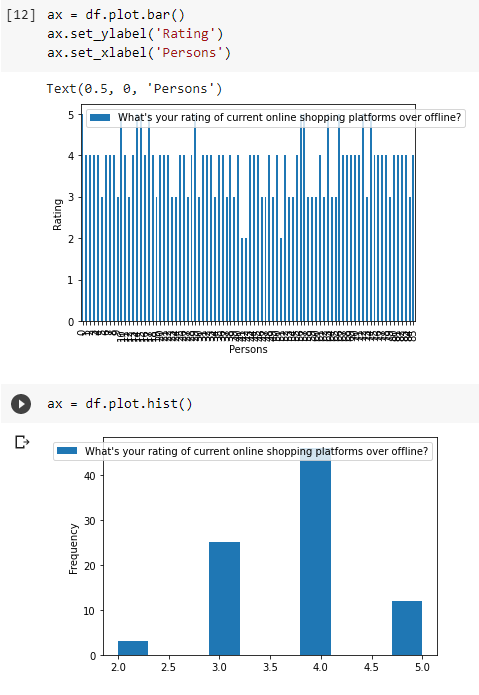 [12] ax = df.plot.bar()
ax.set_ylabel('Rating')
ax.set_xlabel('Persons')
Text(0.5, 0, 'Persons')
What's your rating of current online shopping platforms over offline?
5
4
3
2
1
0
Rating
Persons
ax = df.plot.hist()
What's your rating of current online shopping platforms over offline?
40
30
20
10
0
Frequency
2.0 2.5 3.0 3.5 4.0 4.5 5.0